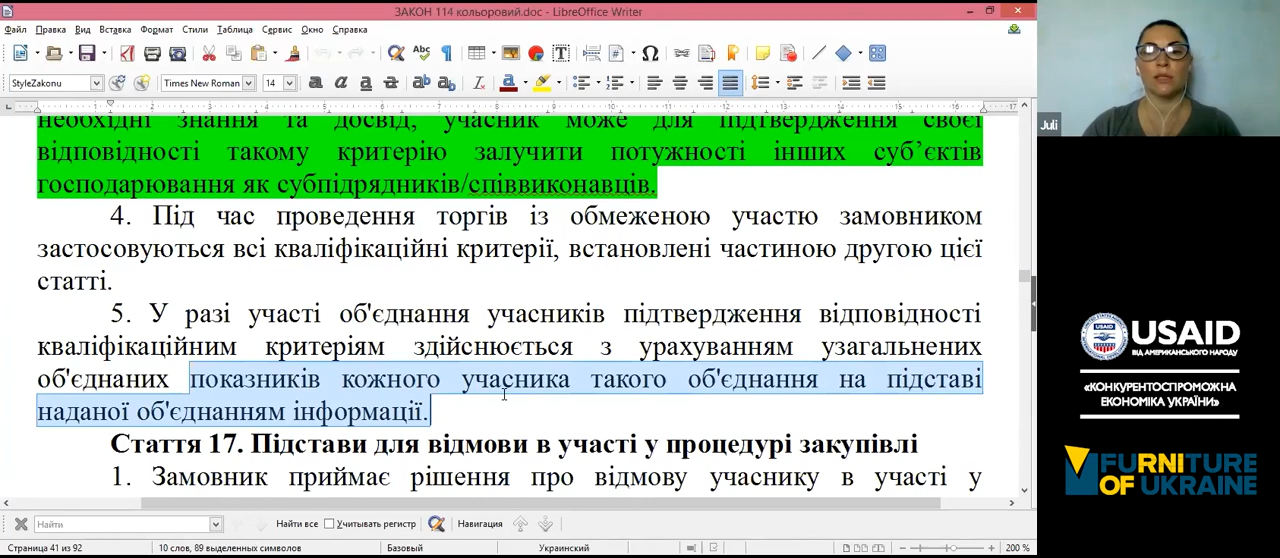 ЗАКОН 114 кольоровий.doc - LibreOffice Writer
Файл Правка Вид Вставка Формат Стили Таблица Сервис Окно Справка
StyleZakonu Times New Roman 14
необхідні знання та досвід, учасник може для підтвердження своєї
відповідності такому критерію залучити потужності інших суб’єктів
господарювання як субпідрядників/співвиконавців.
4. Під час проведення торгів із обмеженою участю замовником
застосовуються всі кваліфікаційні критерії, встановлені частиною другою цієї
статті.
5. У разі участі об'єднання учасників підтвердження відповідності
кваліфікаційним критеріям здійснюється з урахуванням узагальнених
об'єднаних показників кожного учасника такого об'єднання на підставі
наданої об'єднанням інформації.
Стаття 17. Підстави для відмови в участі у процедурі закупівлі
1. Замовник приймає рішення про відмову учаснику в участі у
Найти Найти все Учитывать регистр Навигация
Страница 41 из 92 10 слов, 89 выделенных символов Базовый Украинский 200 %
Juli
USAID
ВІД АМЕРИКАНСЬКОГО НАРОДУ
«КОНКУРЕНТОСПРОМОЖНА
ЕКОНОМІКА УКРАЇНИ»
FURNITURE
OF UKRAINE